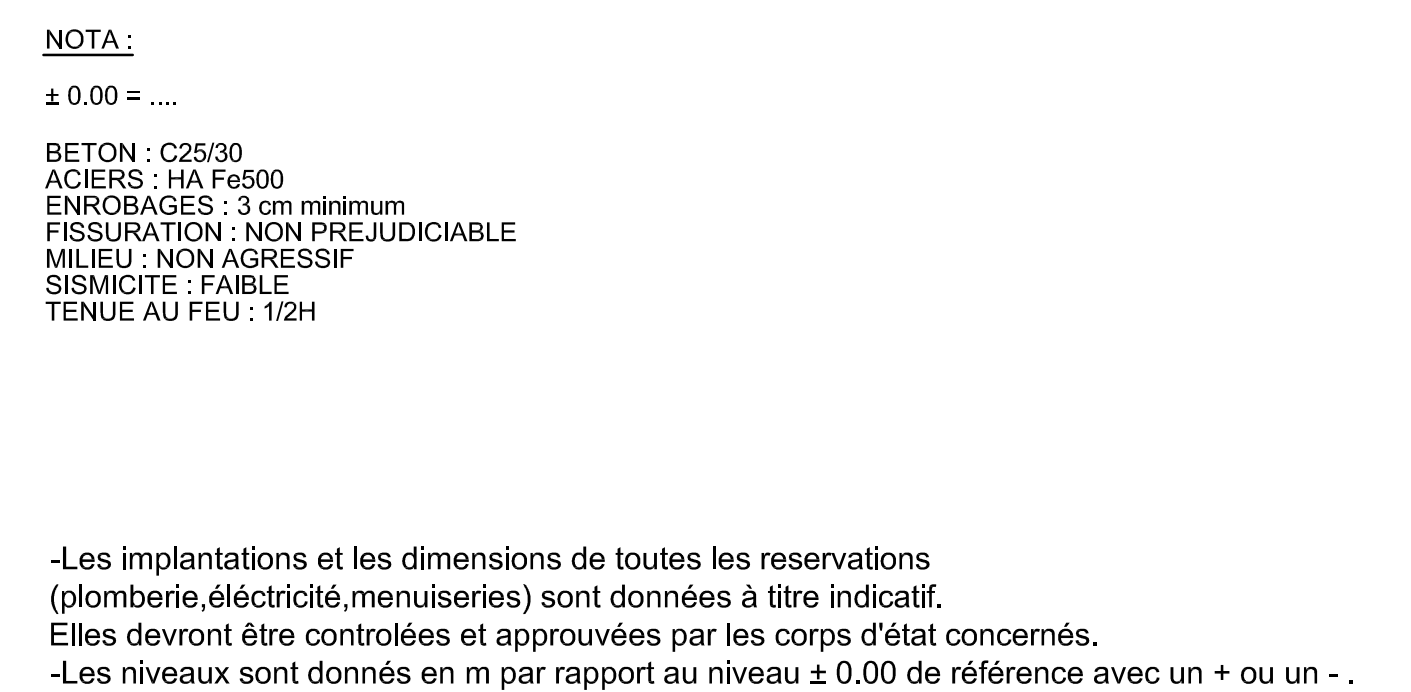 NOTA :
± 0.00 = ....
BETON : C25/30
ACIERS : HA Fe500
ENROBAGES : 3 cm minimum
FISSURATION : NON PREJUDICIABLE
MILIEU : NON AGRESSIF
SISMICITE : FAIBLE
TENUE AU FEU : 1/2H
-Les implantations et les dimensions de toutes les reservations
(plomberie,éléctricité,menuiseries) sont données à titre indicatif.
Elles devront être controlées et approuvées par les corps d'état concernés.
-Les niveaux sont donnés en m par rapport au niveau ± 0.00 de référence avec un + ou un - .